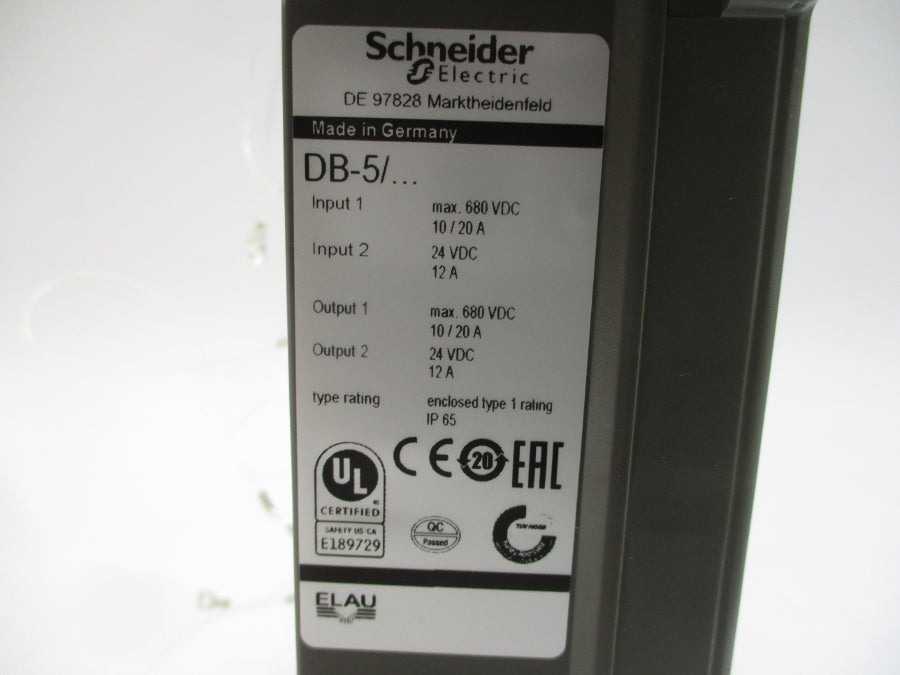 Schneider
Electric
DE 97828 Marktheidenfeld
Made in Germany
DB-5/...
Input 1 max. 680 VDC
10 / 20 A
Input 2 24 VDC
12 A
Output 1 max. 680 VDC
10 / 20 A
Output 2 24 VDC
12 A
type rating enclosed type 1 rating
IP 65
UL CE 20 EAC
CERTIFIED
SAFETY US-CA
E189729
QC
Passed
TUV NORD
ELAU